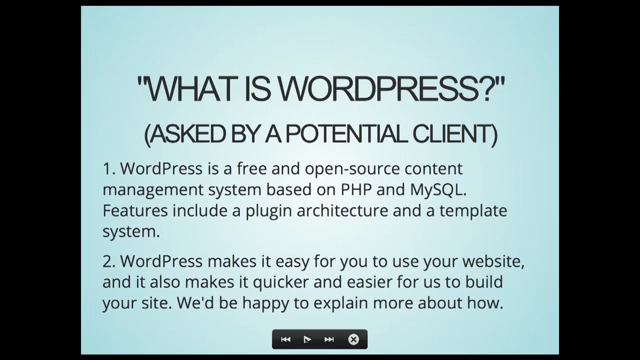 "WHAT IS WORDPRESS?"
(ASKED BY A POTENTIAL CLIENT)
1. WordPress is a free and open-source content
management system based on PHP and MySQL.
Features include a plugin architecture and a template
system.
2. WordPress makes it easy for you to use your website,
and it also makes it quicker and easier for us to build
your site. We'd be happy to explain more about how.